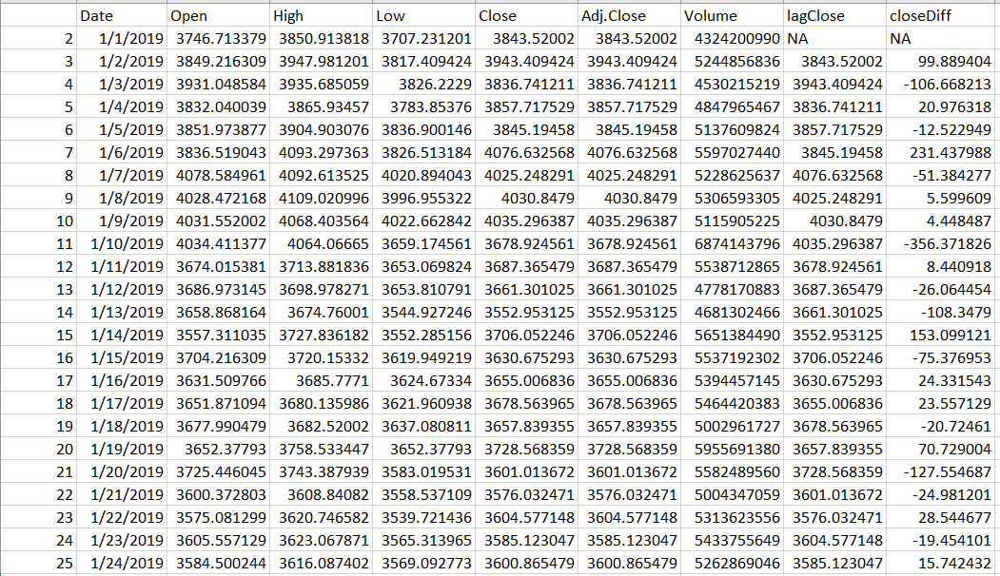 Date Open High Low Close Adj.Close Volume lagClose closeDiff
2 1/1/2019 3746.713379 3850.913818 3707.231201 3843.52002 3843.52002 4324200990 NA NA
3 1/2/2019 3849.216309 3947.981201 3817.409424 3943.409424 3943.409424 5244856836 3843.52002 99.889404
4 1/3/2019 3931.048584 3935.685059 3826.2229 3836.741211 3836.741211 4530215219 3943.409424 -106.668213
5 1/4/2019 3832.040039 3865.93457 3783.85376 3857.717529 3857.717529 4847965467 3836.741211 20.976318
6 1/5/2019 3851.973877 3904.903076 3836.900146 3845.19458 3845.19458 5137609824 3857.717529 -12.522949
7 1/6/2019 3836.519043 4093.297363 3826.513184 4076.632568 4076.632568 5597027440 3845.19458 231.437988
8 1/7/2019 4078.584961 4092.613525 4020.894043 4025.248291 4025.248291 5228625637 4076.632568 -51.384277
9 1/8/2019 4028.472168 4109.020996 3996.955322 4030.8479 4030.8479 5306593305 4025.248291 5.599609
10 1/9/2019 4031.552002 4068.403564 4022.662842 4035.296387 4035.296387 5115905225 4030.8479 4.448487
11 1/10/2019 4034.411377 4064.06665 3659.174561 3678.924561 3678.924561 6874143796 4035.296387 -356.371826
12 1/11/2019 3674.015381 3713.881836 3653.069824 3687.365479 3687.365479 5538712865 3678.924561 8.440918
13 1/12/2019 3686.973145 3698.978271 3653.810791 3661.301025 3661.301025 4778170883 3687.365479 -26.064454
14 1/13/2019 3658.868164 3674.76001 3544.927246 3552.953125 3552.953125 4681302466 3661.301025 -108.3479
15 1/14/2019 3557.311035 3727.836182 3552.285156 3706.052246 3706.052246 5651384490 3552.953125 153.099121
16 1/15/2019 3704.216309 3720.15332 3619.949219 3630.675293 3630.675293 5537192302 3706.052246 -75.376953
17 1/16/2019 3631.509766 3685.7771 3624.67334 3655.006836 3655.006836 5394457145 3630.675293 24.331543
18 1/17/2019 3651.871094 3680.135986 3621.960938 3678.563965 3678.563965 5464420383 3655.006836 23.557129
19 1/18/2019 3677.990479 3682.52002 3637.080811 3657.839355 3657.839355 5002961727 3678.563965 -20.72461
20 1/19/2019 3652.37793 3758.533447 3652.37793 3728.568359 3728.568359 5955691380 3657.839355 70.729004
21 1/20/2019 3725.446045 3743.387939 3583.019531 3601.013672 3601.013672 5582489560 3728.568359 -127.554687
22 1/21/2019 3600.372803 3608.84082 3558.537109 3576.032471 3576.032471 5004347059 3601.013672 -24.981201
23 1/22/2019 3575.081299 3620.746582 3539.721436 3604.577148 3604.577148 5313623556 3576.032471 28.544677
24 1/23/2019 3605.557129 3623.067871 3565.313965 3585.123047 3585.123047 5433755649 3604.577148 -19.454101
25 1/24/2019 3584.500244 3616.087402 3569.092773 3600.865479 3600.865479 5262869046 3585.123047 15.742432